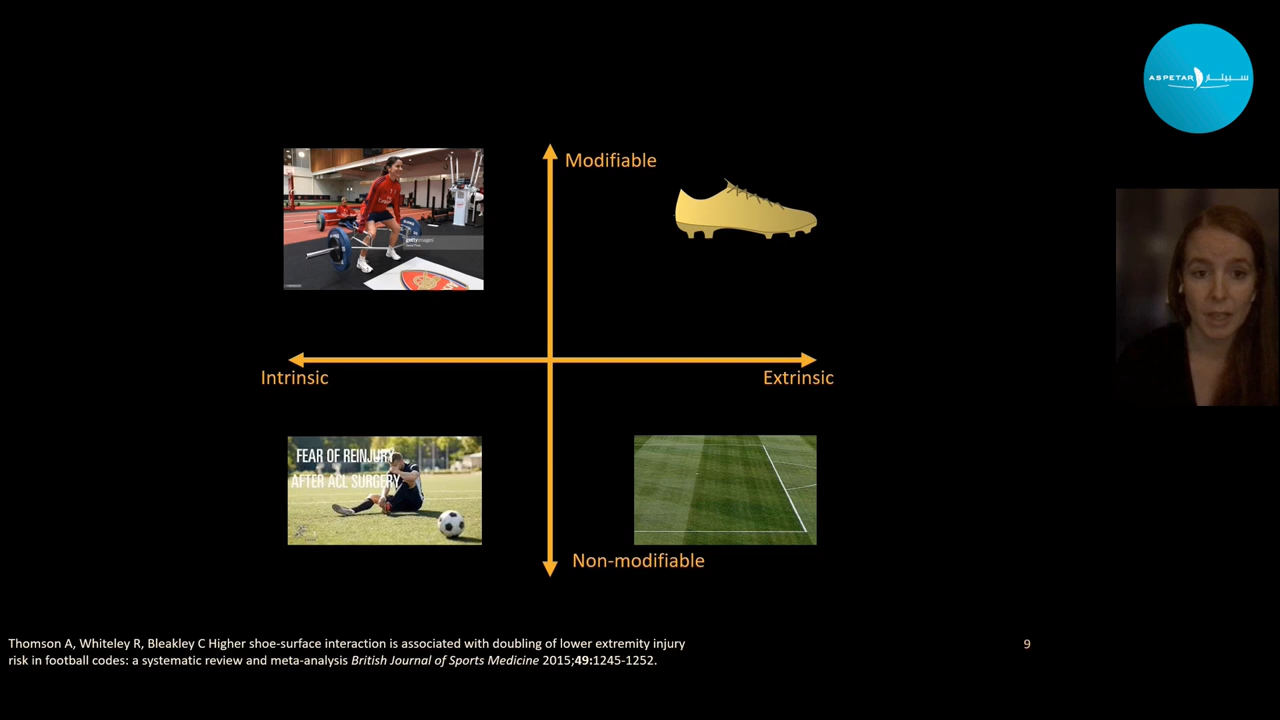 ASPETAR سبيتار
Modifiable
gettyimages
Intrinsic
Extrinsic
FEAR OF REINJURY
AFTER ACL SURGERY
Non-modifiable
Thomson A, Whiteley R, Bleakley C Higher shoe-surface interaction is associated with doubling of lower extremity injury
risk in football codes: a systematic review and meta-analysis British Journal of Sports Medicine 2015;49:1245-1252.
9